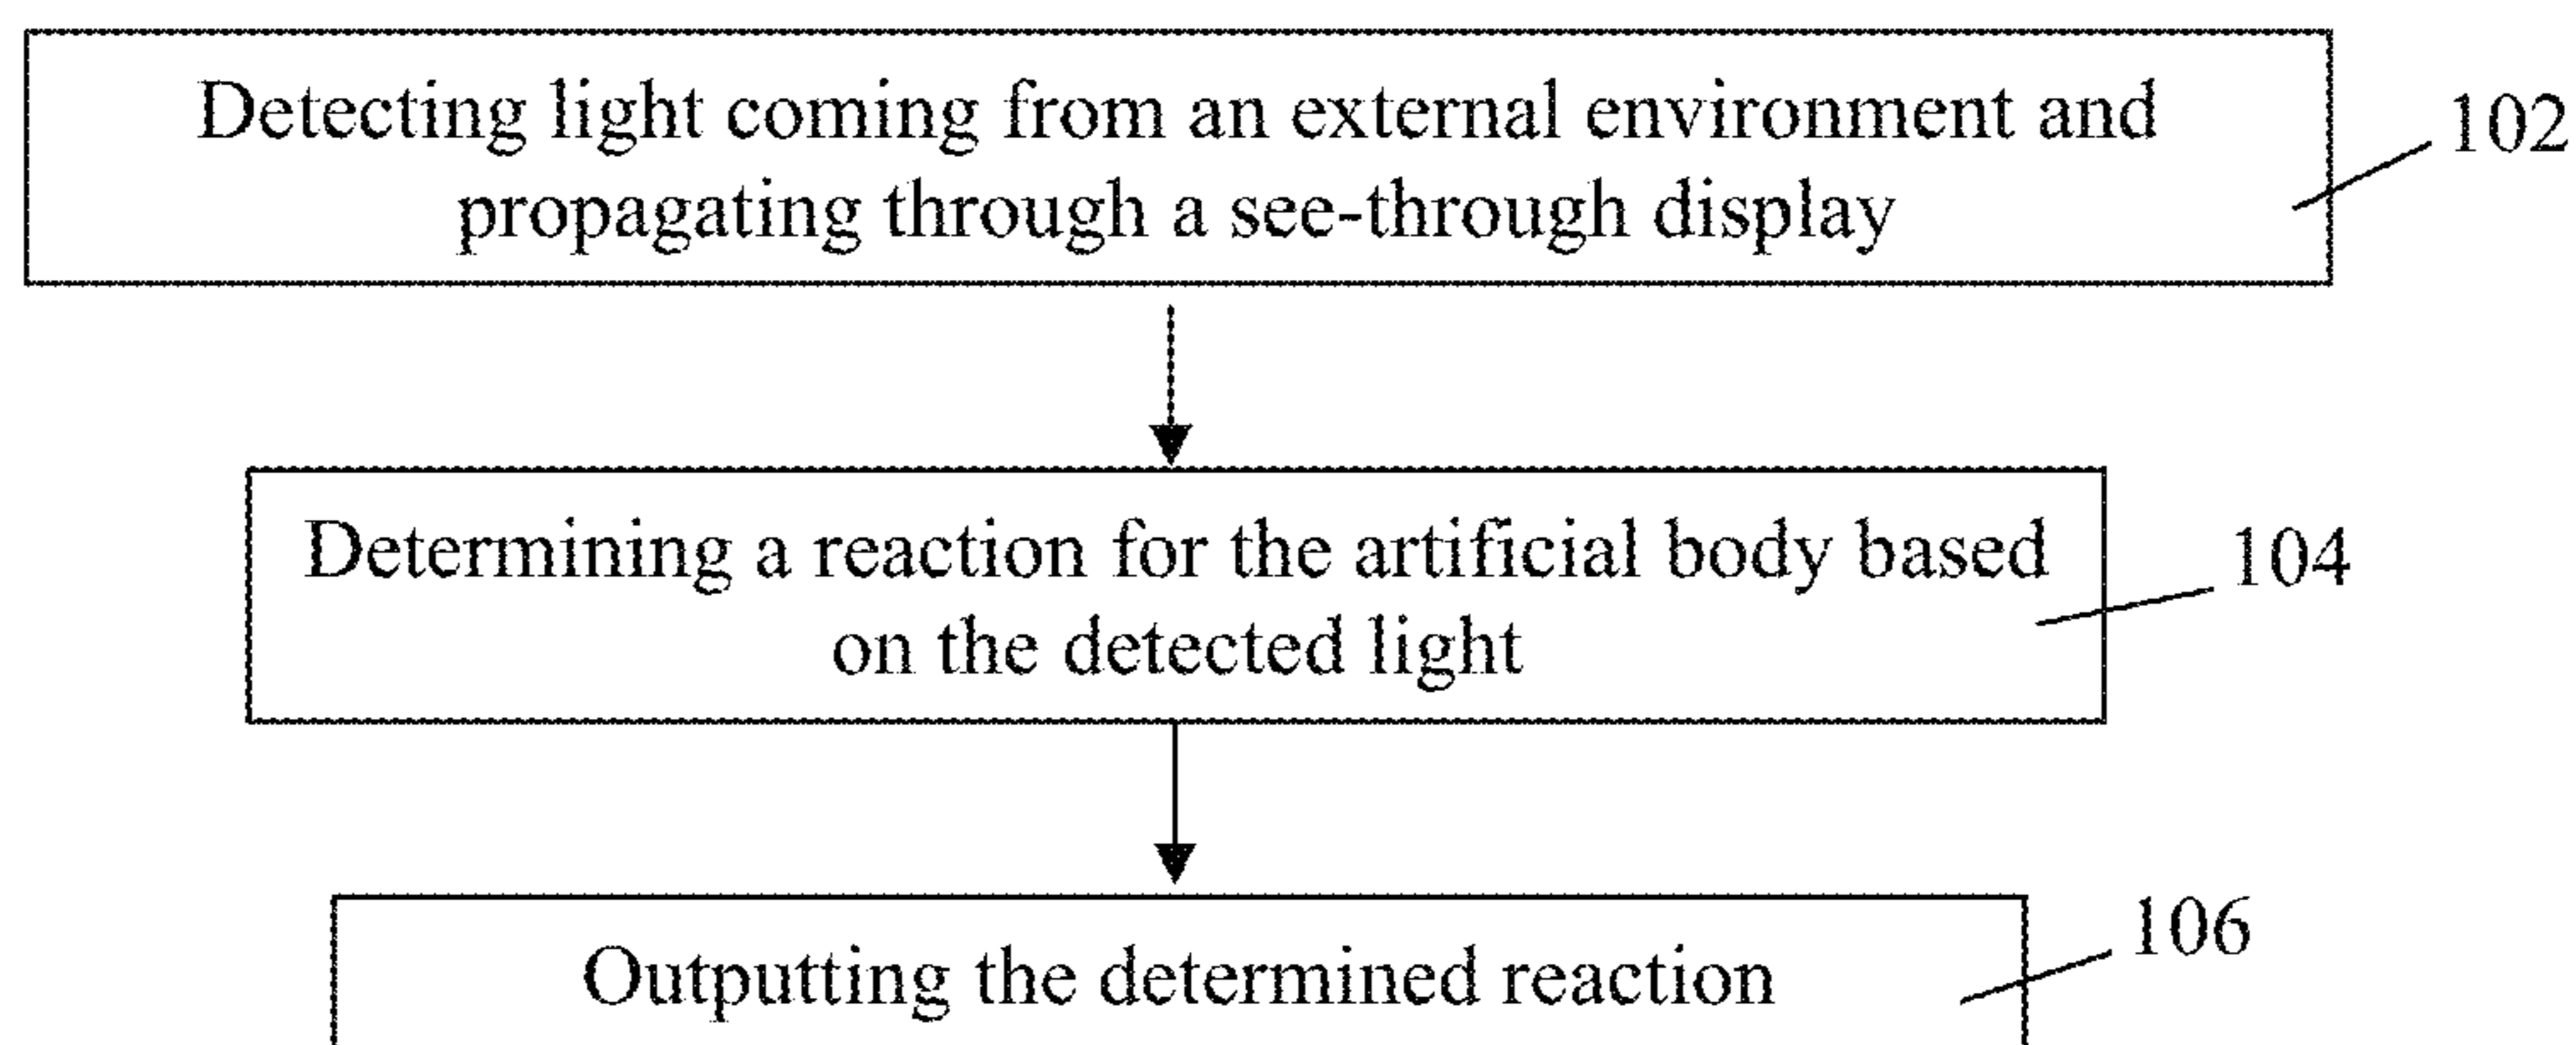 Detecting light coming from an external environment and
propagating through a see-through display
102
Determining a reaction for the artificial body based
on the detected light
104
Outputting the determined reaction
106